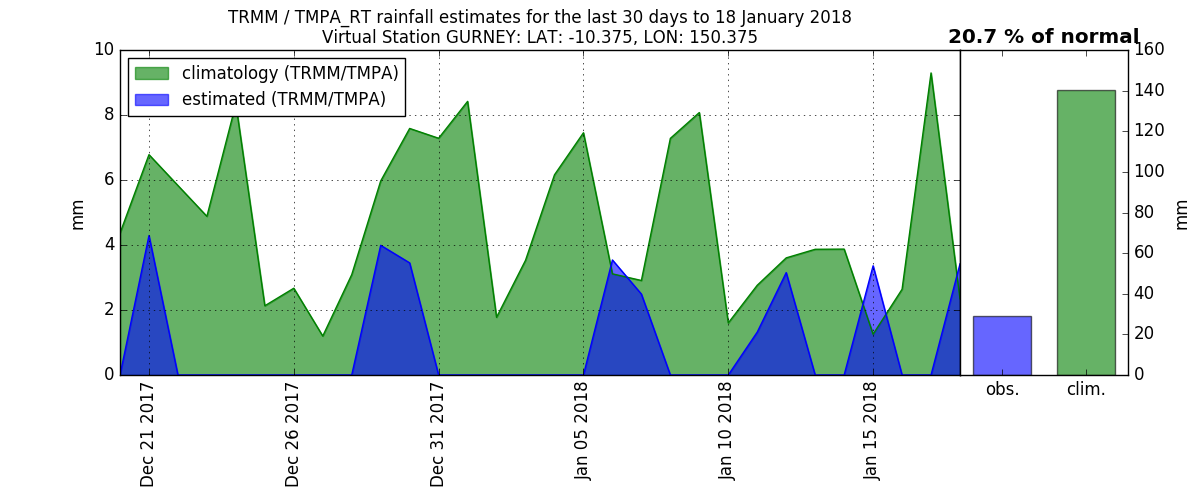 TRMM / TMPA_RT rainfall estimates for the last 30 days to 18 January 2018
Virtual Station GURNEY: LAT: -10.375, LON: 150.375
20.7 % of normal
climatology (TRMM/TMPA)
estimated (TRMM/TMPA)
10
8
6
4
2
0
mm
Dec 21 2017
Dec 26 2017
Dec 31 2017
Jan 05 2018
Jan 10 2018
Jan 15 2018
160
140
120
100
80
60
40
20
0
mm
obs.
clim.